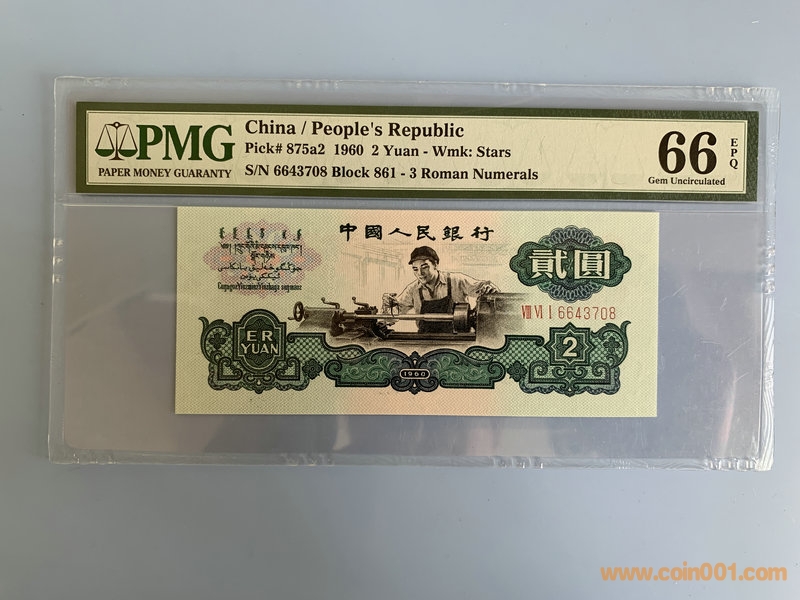 PMG
PAPER MONEY GUARANTY
China / People's Republic
Pick# 875a2 1960 2 Yuan - Wmk: Stars
S/N 6643708 Block 861 - 3 Roman Numerals
66 EPQ
Gem Uncirculated
中國人民銀行
貳圓
VIII VI I 6643708
ER
YUAN
2
1960
www.coin001.com